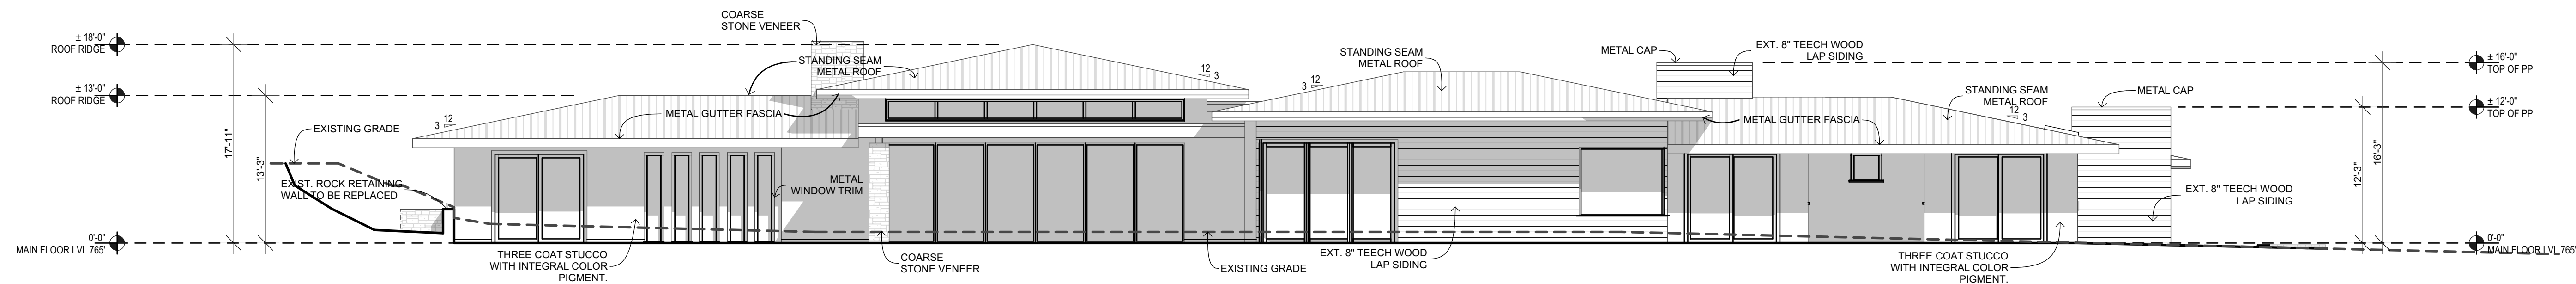 COARSE
STONE VENEER
± 18'-0"
ROOF RIDGE
± 13'-0"
ROOF RIDGE
STANDING SEAM
METAL ROOF
12
3
STANDING SEAM
METAL ROOF
12
3
METAL CAP
EXT. 8" TEECH WOOD
LAP SIDING
± 16'-0"
TOP OF PP
METAL CAP
± 12'-0"
TOP OF PP
STANDING SEAM
METAL ROOF
12
3
METAL GUTTER FASCIA
METAL GUTTER FASCIA
12
3
EXISTING GRADE
17'-11"
13'-3"
EXIST. ROCK RETAINING
WALL TO BE REPLACED
METAL
WINDOW TRIM
12'-3"
16'-3"
EXT. 8" TEECH WOOD
LAP SIDING
0'-0"
MAIN FLOOR LVL 765'
THREE COAT STUCCO
WITH INTEGRAL COLOR
PIGMENT.
COARSE
STONE VENEER
EXISTING GRADE
EXT. 8" TEECH WOOD
LAP SIDING
THREE COAT STUCCO
WITH INTEGRAL COLOR
PIGMENT.
0'-0"
MAIN FLOOR LVL 765'